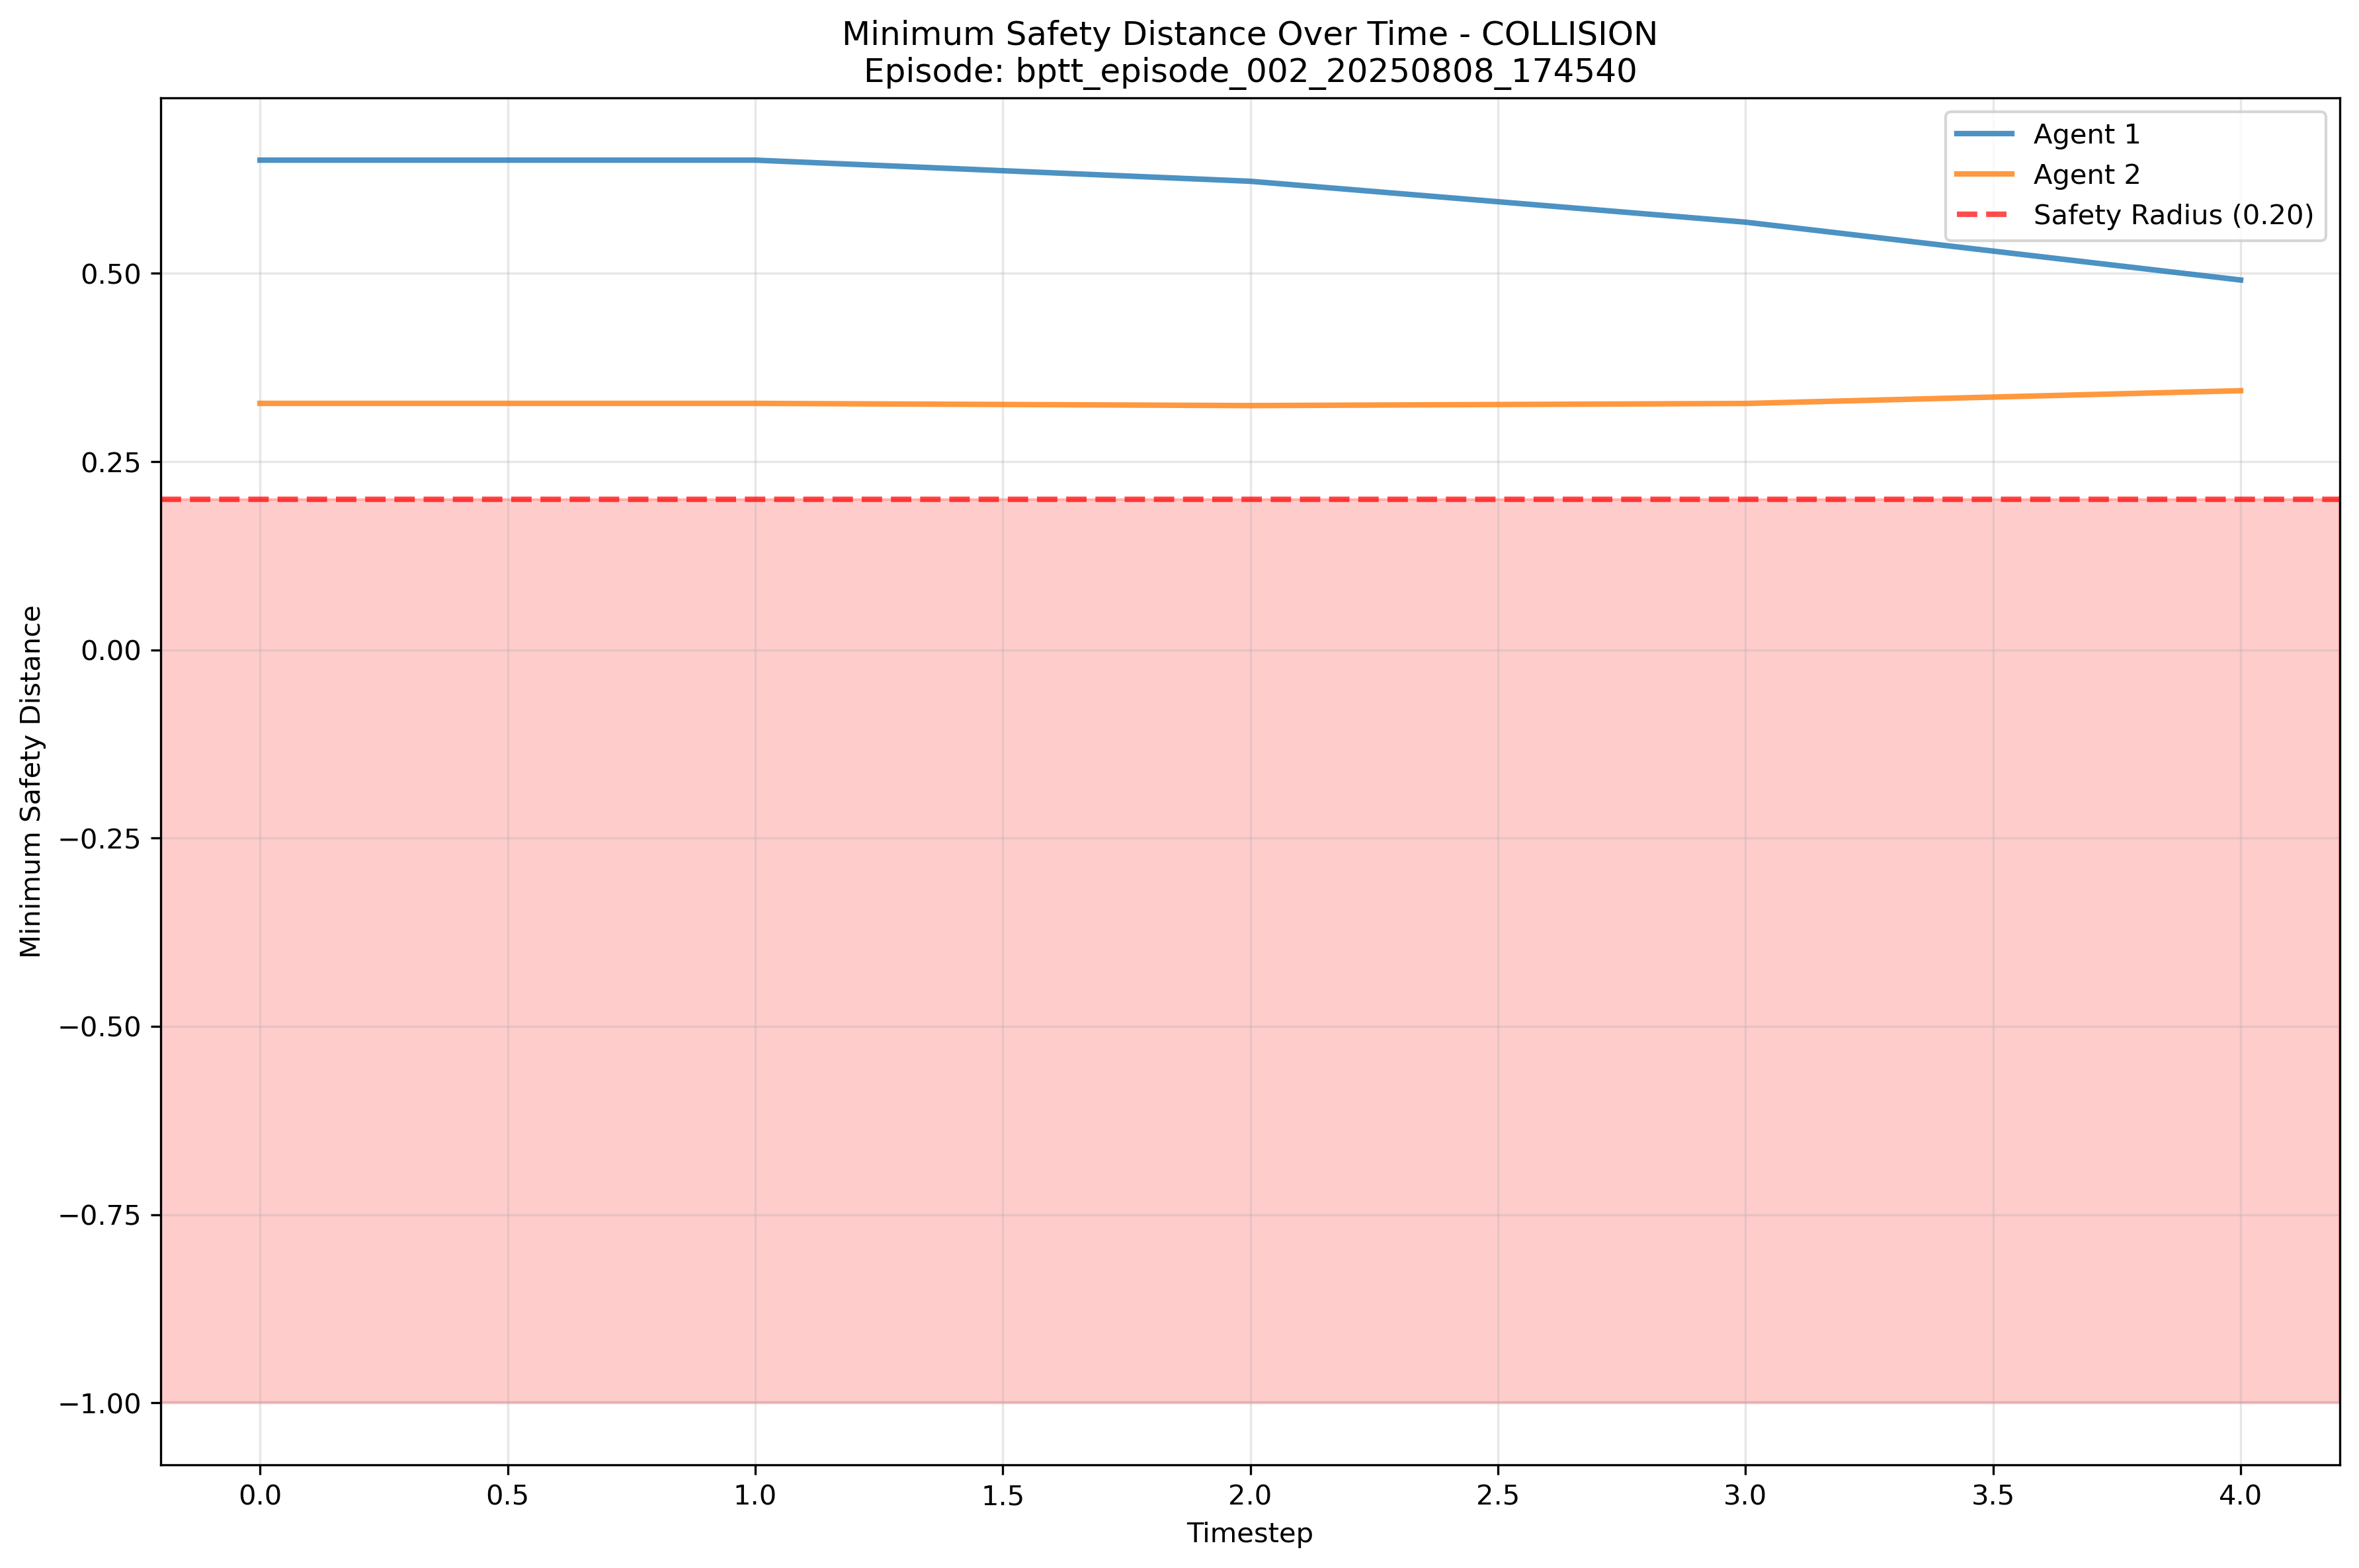 Minimum Safety Distance Over Time - COLLISION
Episode: bptt_episode_002_20250808_174540
Agent 1
Agent 2
Safety Radius (0.20)
Minimum Safety Distance
0.50
0.25
0.00
−0.25
−0.50
−0.75
−1.00
0.0 0.5 1.0 1.5 2.0 2.5 3.0 3.5 4.0
Timestep